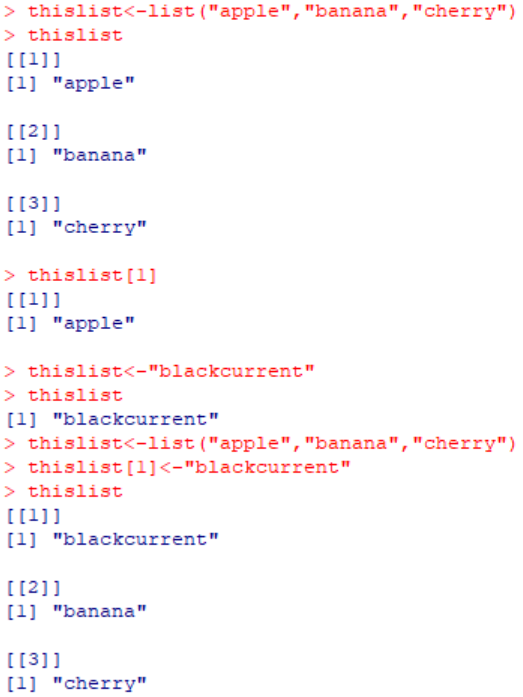 > thislist<-list("apple","banana","cherry")
> thislist
[[1]]
[1] "apple"
[[2]]
[1] "banana"
[[3]]
[1] "cherry"
> thislist[1]
[[1]]
[1] "apple"
> thislist<-"blackcurrent"
> thislist
[1] "blackcurrent"
> thislist<-list("apple","banana","cherry")
> thislist[1]<-"blackcurrent"
> thislist
[[1]]
[1] "blackcurrent"
[[2]]
[1] "banana"
[[3]]
[1] "cherry"